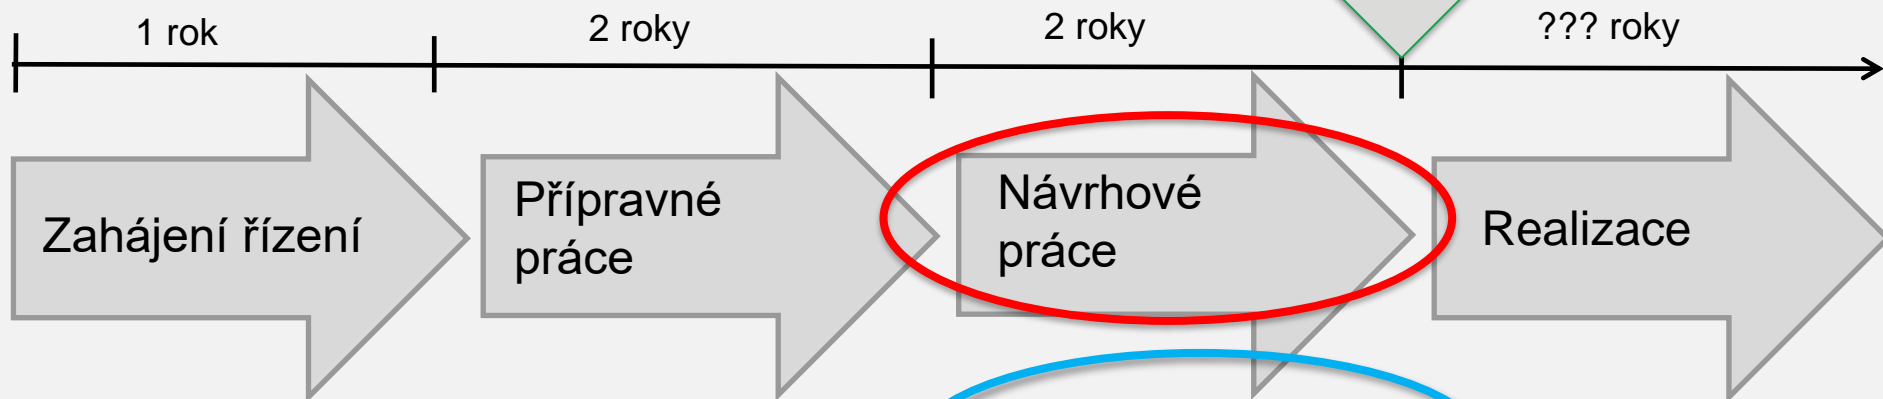 1 rok
2 roky
2 roky
??? roky
Zahájení řízení
Přípravné
práce
Návrhové
práce
Realizace